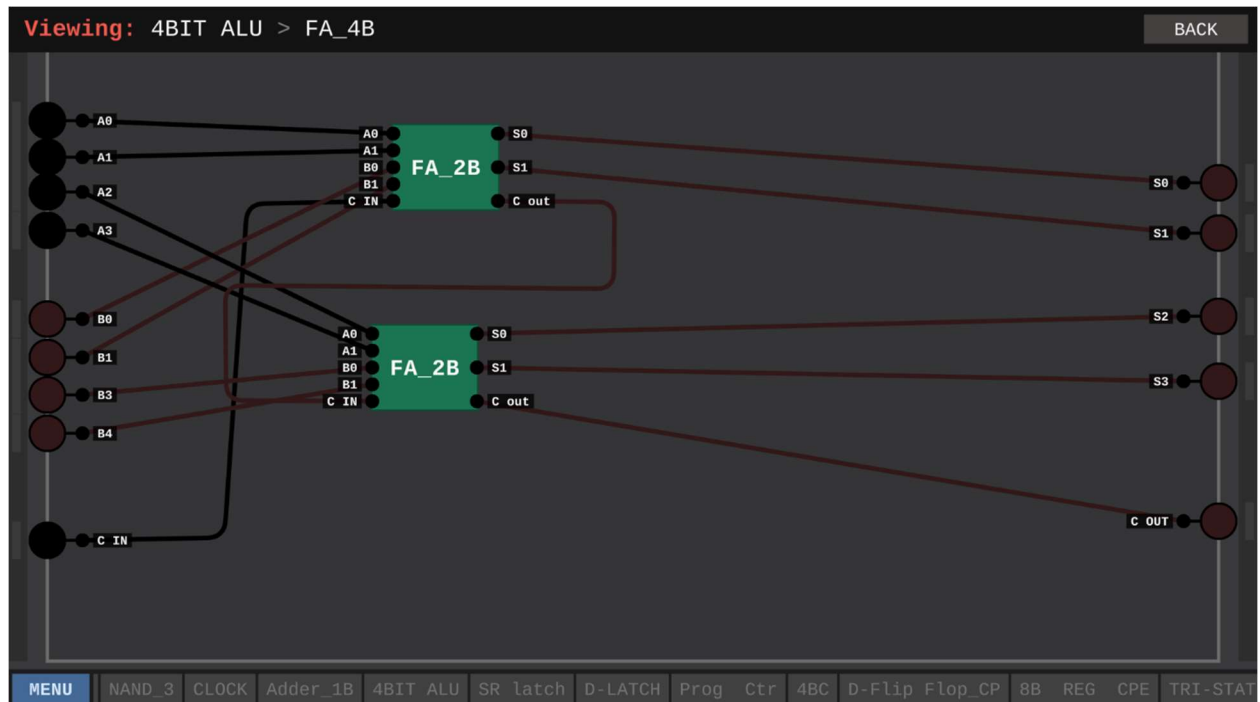 Viewing: 4BIT ALU > FA_4B
BACK
A0
A1
A2
A3
B0
B1
B3
B4
C IN
A0
A1
B0
B1
C IN
FA_2B
S0
S1
C out
A0
A1
B0
B1
C IN
FA_2B
S0
S1
C out
S0
S1
S2
S3
C OUT
MENU NAND_3 CLOCK Adder_1B 4BIT ALU SR latch D-LATCH Prog Ctr 4BC D-Flip Flop_CP 8B REG CPE TRI-STAT